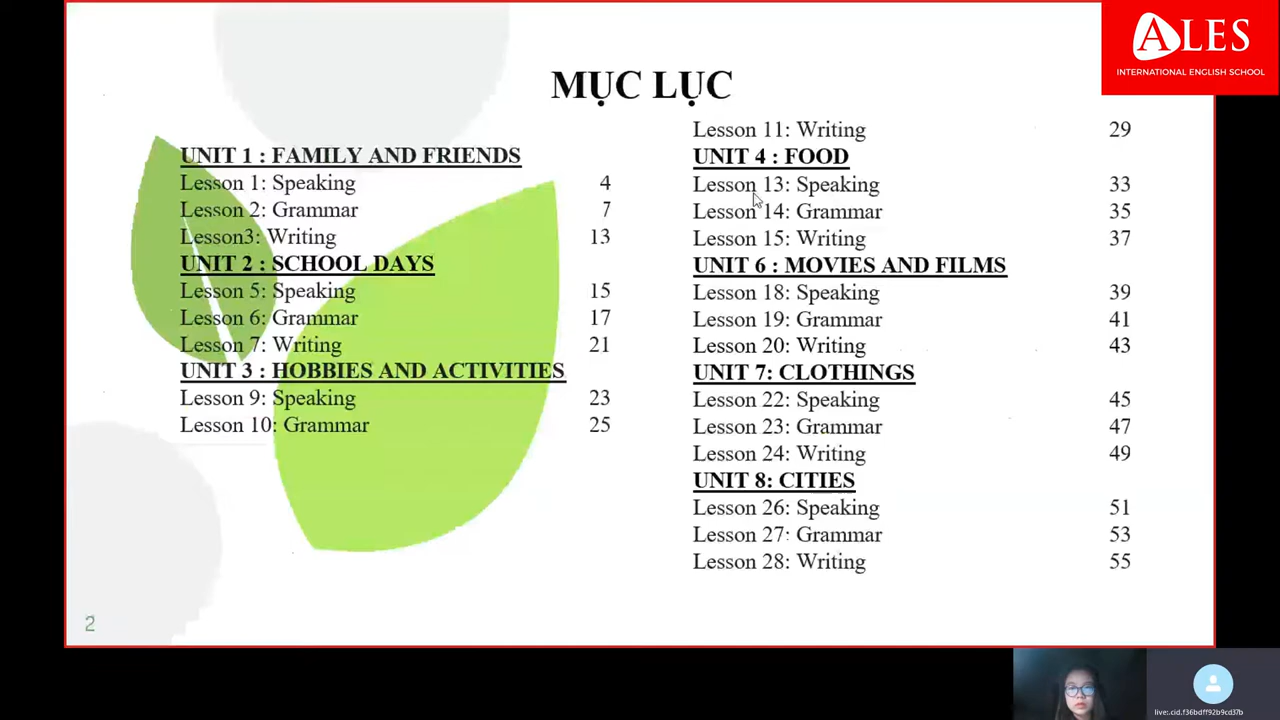 ALES
INTERNATIONAL ENGLISH SCHOOL
MỤC LỤC
UNIT 1 : FAMILY AND FRIENDS
Lesson 1: Speaking 4
Lesson 2: Grammar 7
Lesson3: Writing 13
UNIT 2 : SCHOOL DAYS
Lesson 5: Speaking 15
Lesson 6: Grammar 17
Lesson 7: Writing 21
UNIT 3 : HOBBIES AND ACTIVITIES
Lesson 9: Speaking 23
Lesson 10: Grammar 25
Lesson 11: Writing 29
UNIT 4 : FOOD
Lesson 13: Speaking 33
Lesson 14: Grammar 35
Lesson 15: Writing 37
UNIT 6 : MOVIES AND FILMS
Lesson 18: Speaking 39
Lesson 19: Grammar 41
Lesson 20: Writing 43
UNIT 7: CLOTHINGS
Lesson 22: Speaking 45
Lesson 23: Grammar 47
Lesson 24: Writing 49
UNIT 8: CITIES
Lesson 26: Speaking 51
Lesson 27: Grammar 53
Lesson 28: Writing 55
2
live:.cid.f36bdff92b9cd37b